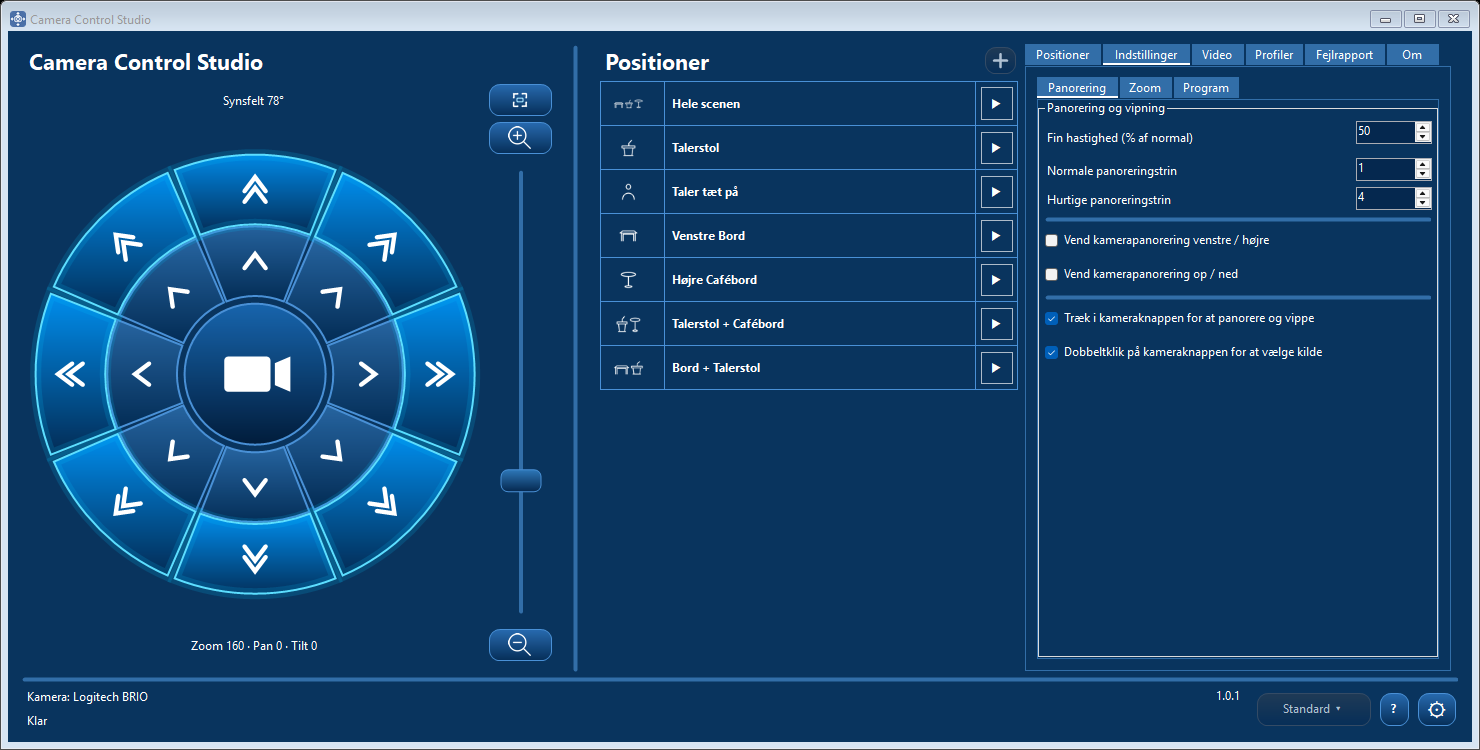 Camera Control Studio
Camera Control Studio
Synsfelt 78°
Zoom 160 · Pan 0 · Tilt 0
Positioner
Hele scenen
Talerstol
Taler tæt på
Venstre Bord
Højre Cafébord
Talerstol + Cafébord
Bord + Talerstol
Positioner Indstillinger Video Profiler Fejlrapport Om
Panorering Zoom Program
Panorering og vipning
Fin hastighed (% af normal) 50
Normale panoreringstrin 1
Hurtige panoreringstrin 4
Vend kamerapanorering venstre / højre
Vend kamerapanorering op / ned
Træk i kameraknappen for at panorere og vippe
Dobbeltklik på kameraknappen for at vælge kilde
Kamera: Logitech BRIO
Klar
1.0.1
Standard
?